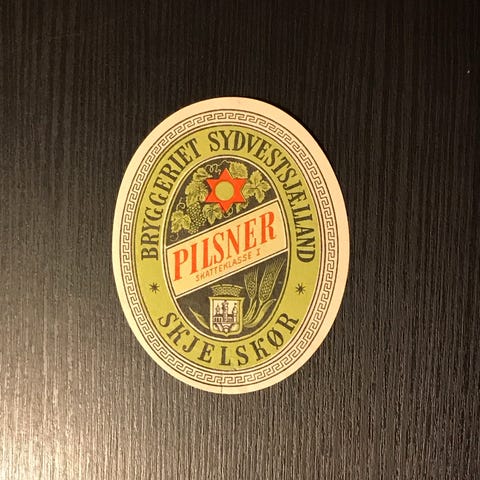 BRYGGERIET SYDVESTSJÆLLAND
PILSNER
SKATTEKLASSE I
SKJELSKØR